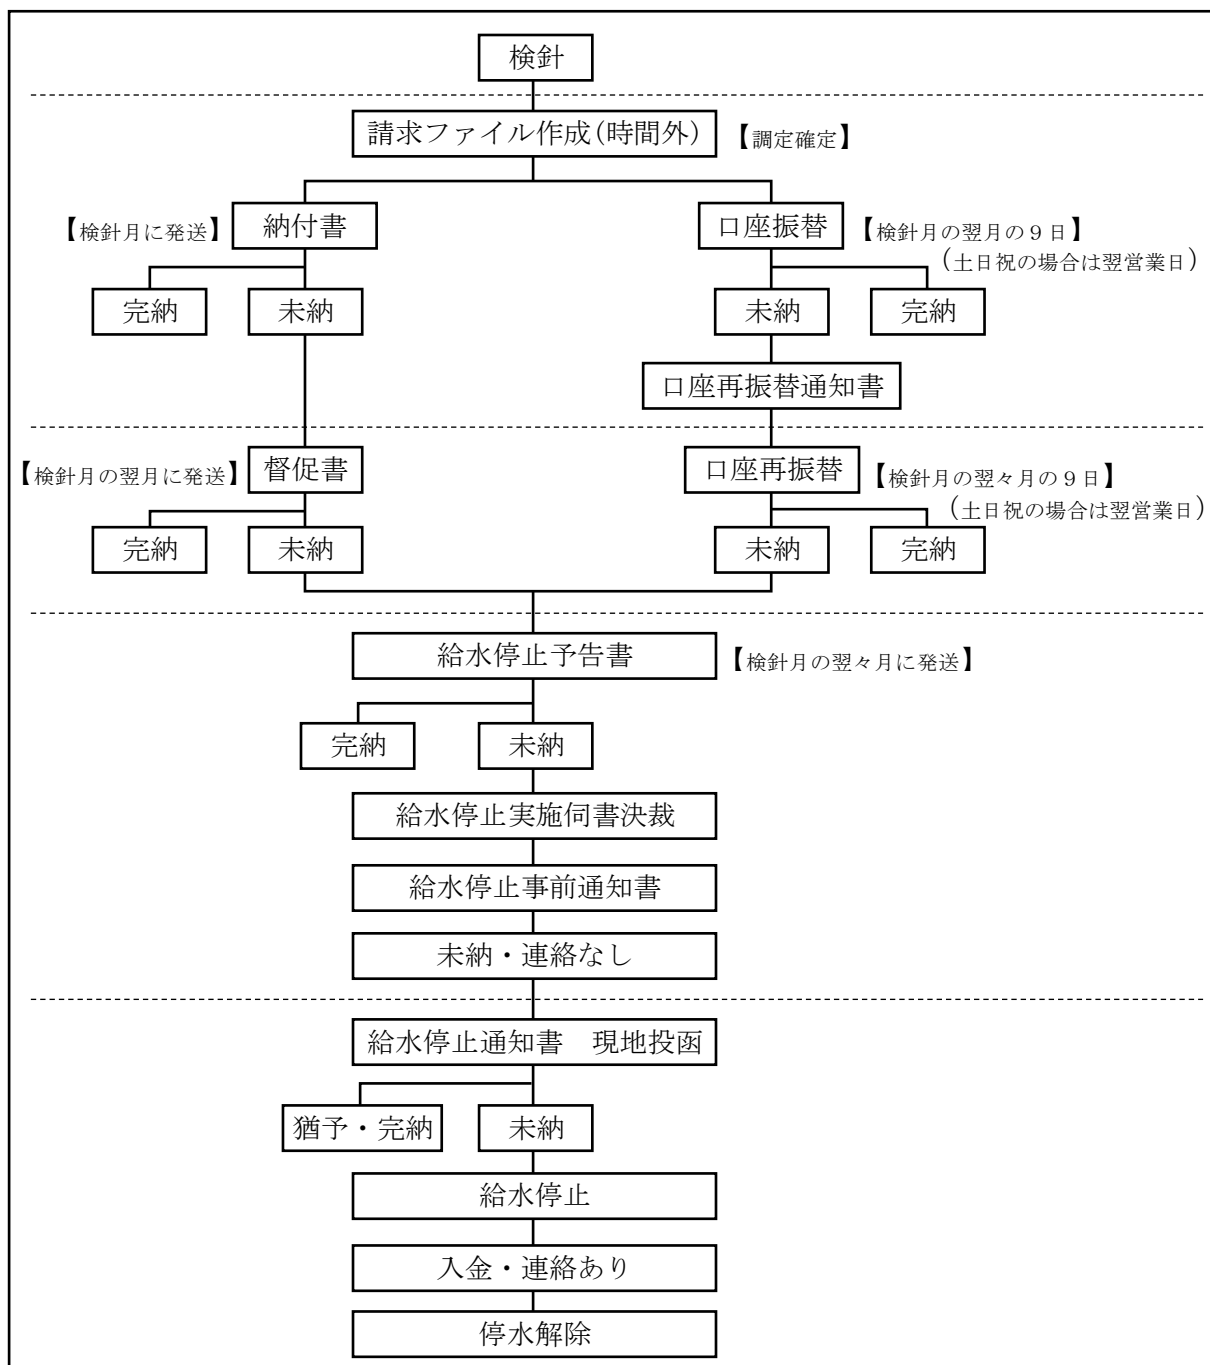 検針
請求ファイル作成(時間外) 【調定確定】
【検針月に発送】 納付書 口座振替 【検針月の翌月の９日】
(土日祝の場合は翌営業日)
完納 未納 未納 完納
口座再振替通知書
【検針月の翌月に発送】 督促書 口座再振替 【検針月の翌々月の９日】
(土日祝の場合は翌営業日)
完納 未納 未納 完納
給水停止予告書 【検針月の翌々月に発送】
完納 未納
給水停止実施伺書決裁
給水停止事前通知書
未納・連絡なし
給水停止通知書　現地投函
猶予・完納 未納
給水停止
入金・連絡あり
停水解除